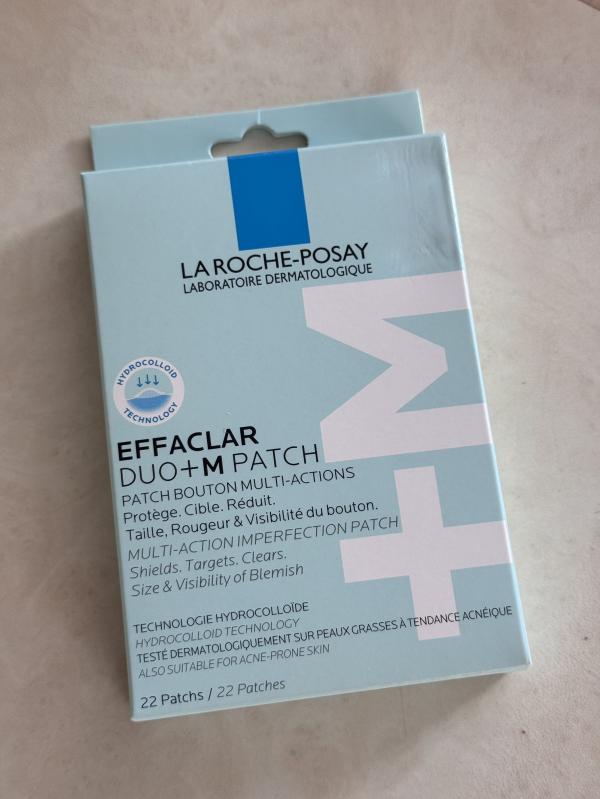 LA ROCHE-POSAY
LABORATOIRE DERMATOLOGIQUE
+M
HYDROCOLLOID
TECHNOLOGY
EFFACLAR
DUO+M PATCH
PATCH BOUTON MULTI-ACTIONS
Protège. Cible. Réduit.
Taille, Rougeur & Visibilité du bouton.
MULTI-ACTION IMPERFECTION PATCH
Shields. Targets. Clears.
Size & Visibility of Blemish
TECHNOLOGIE HYDROCOLLOÏDE
HYDROCOLLOID TECHNOLOGY
TESTÉ DERMATOLOGIQUEMENT SUR PEAUX GRASSES À TENDANCE ACNÉIQUE
ALSO SUITABLE FOR ACNE-PRONE SKIN
22 Patchs / 22 Patches